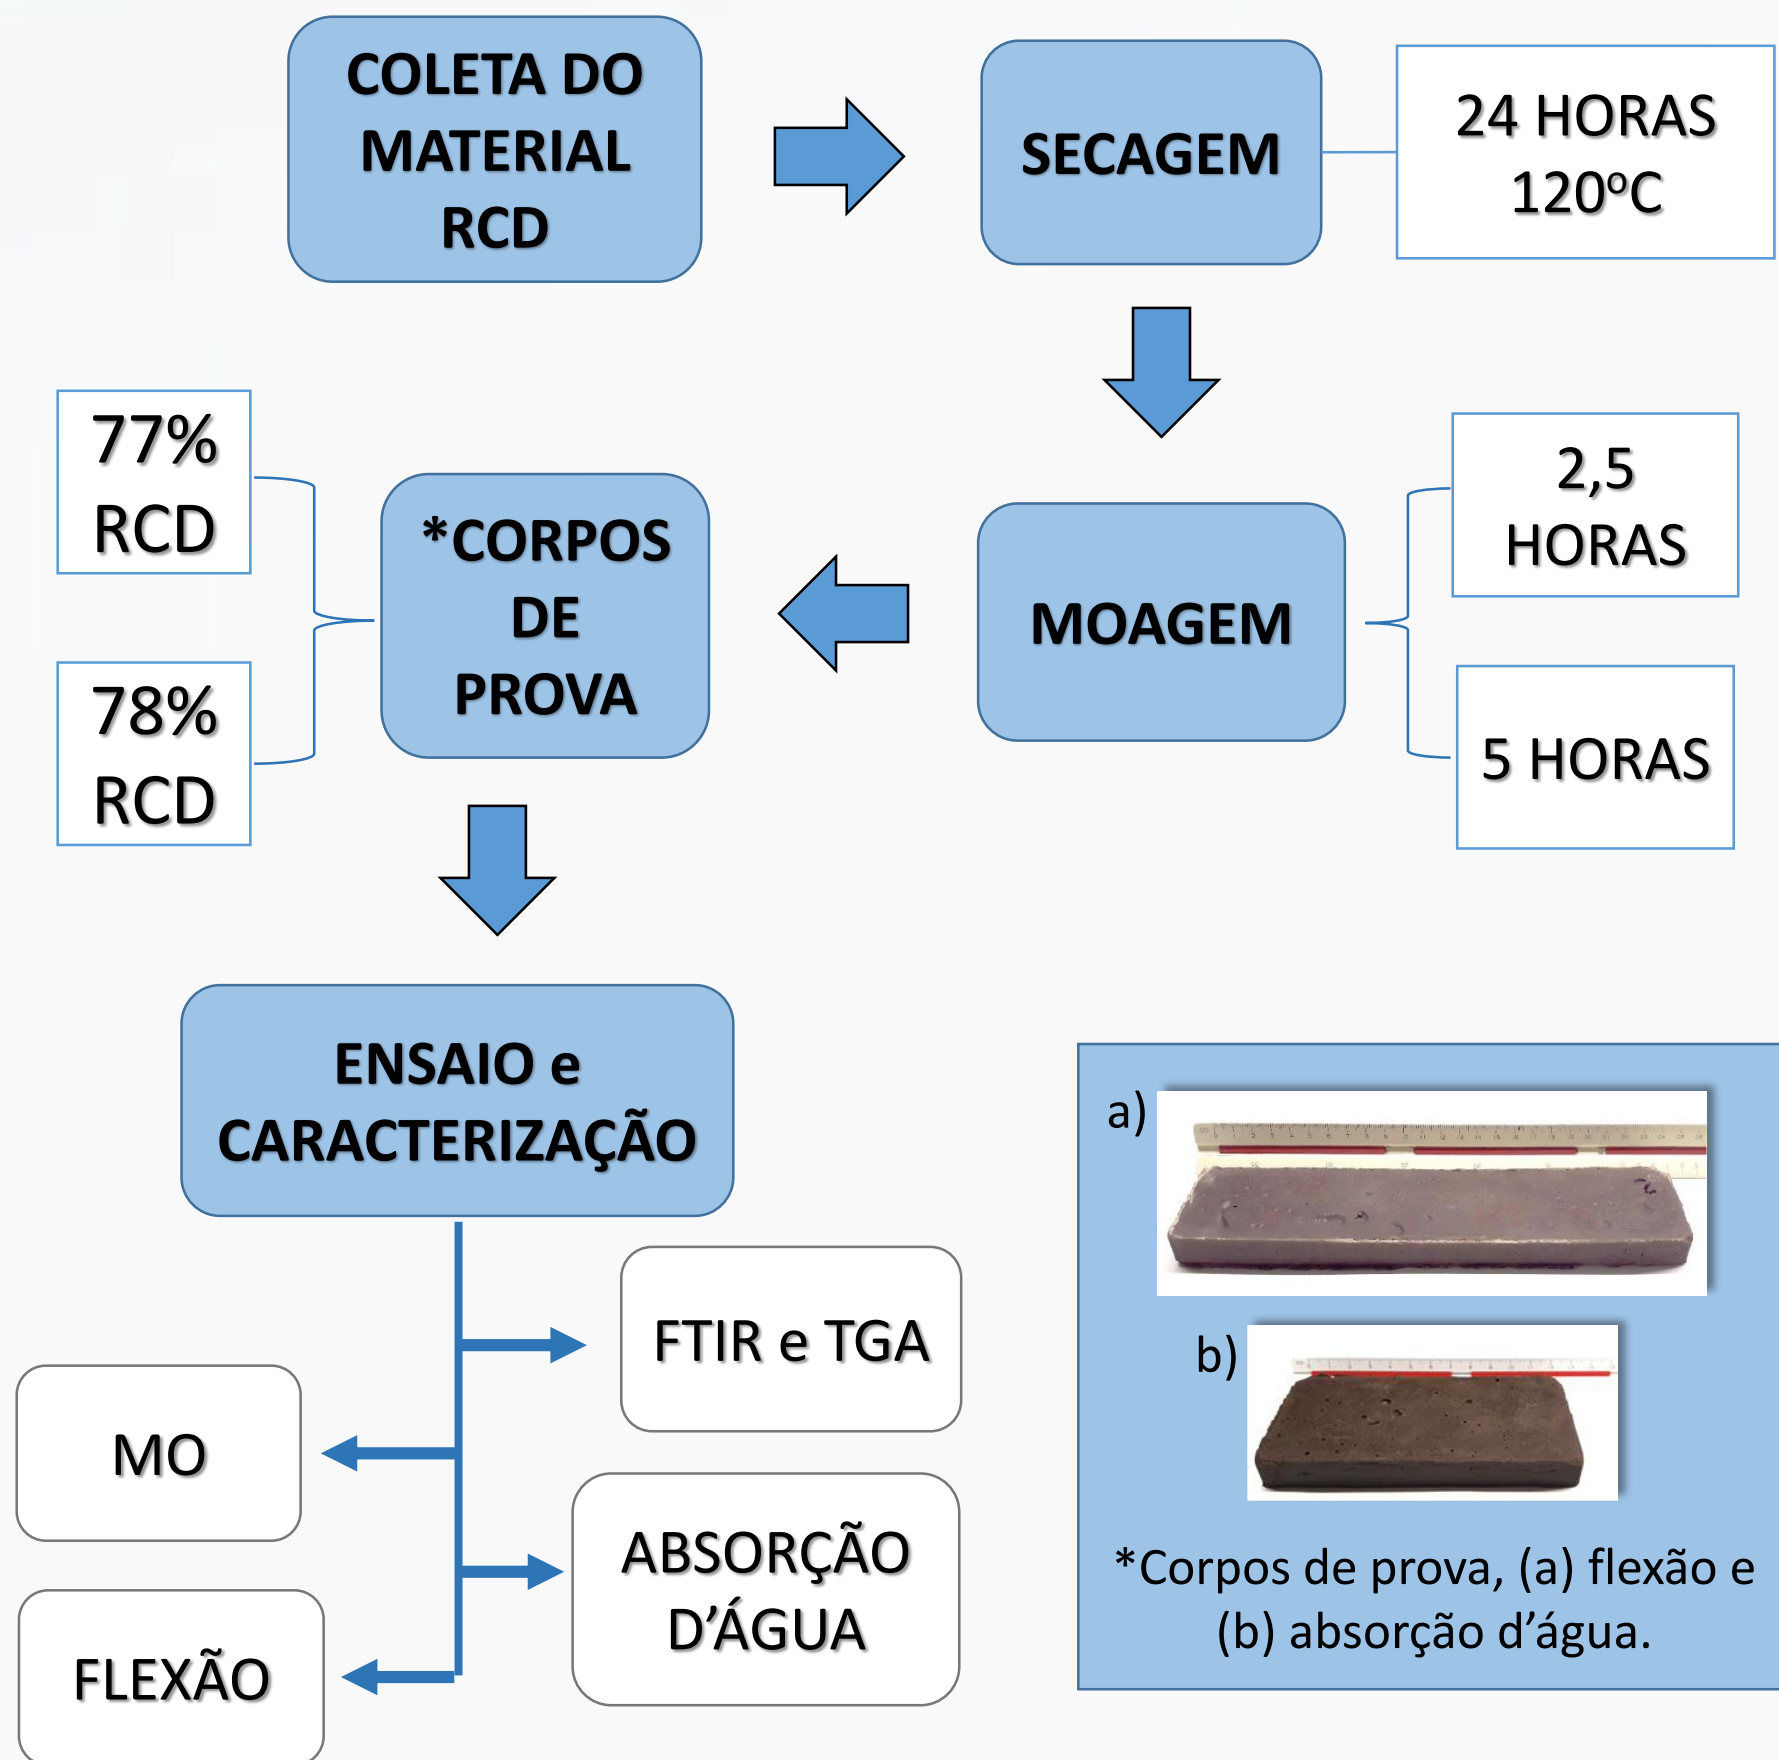 COLETA DO
MATERIAL
RCD
SECAGEM
24 HORAS
120ºC
77%
RCD
78%
RCD
*CORPOS
DE
PROVA
MOAGEM
2,5
HORAS
5 HORAS
ENSAIO e
CARACTERIZAÇÃO
FTIR e TGA
MO
ABSORÇÃO
D’ÁGUA
FLEXÃO
a)
b)
*Corpos de prova, (a) flexão e
(b) absorção d’água.